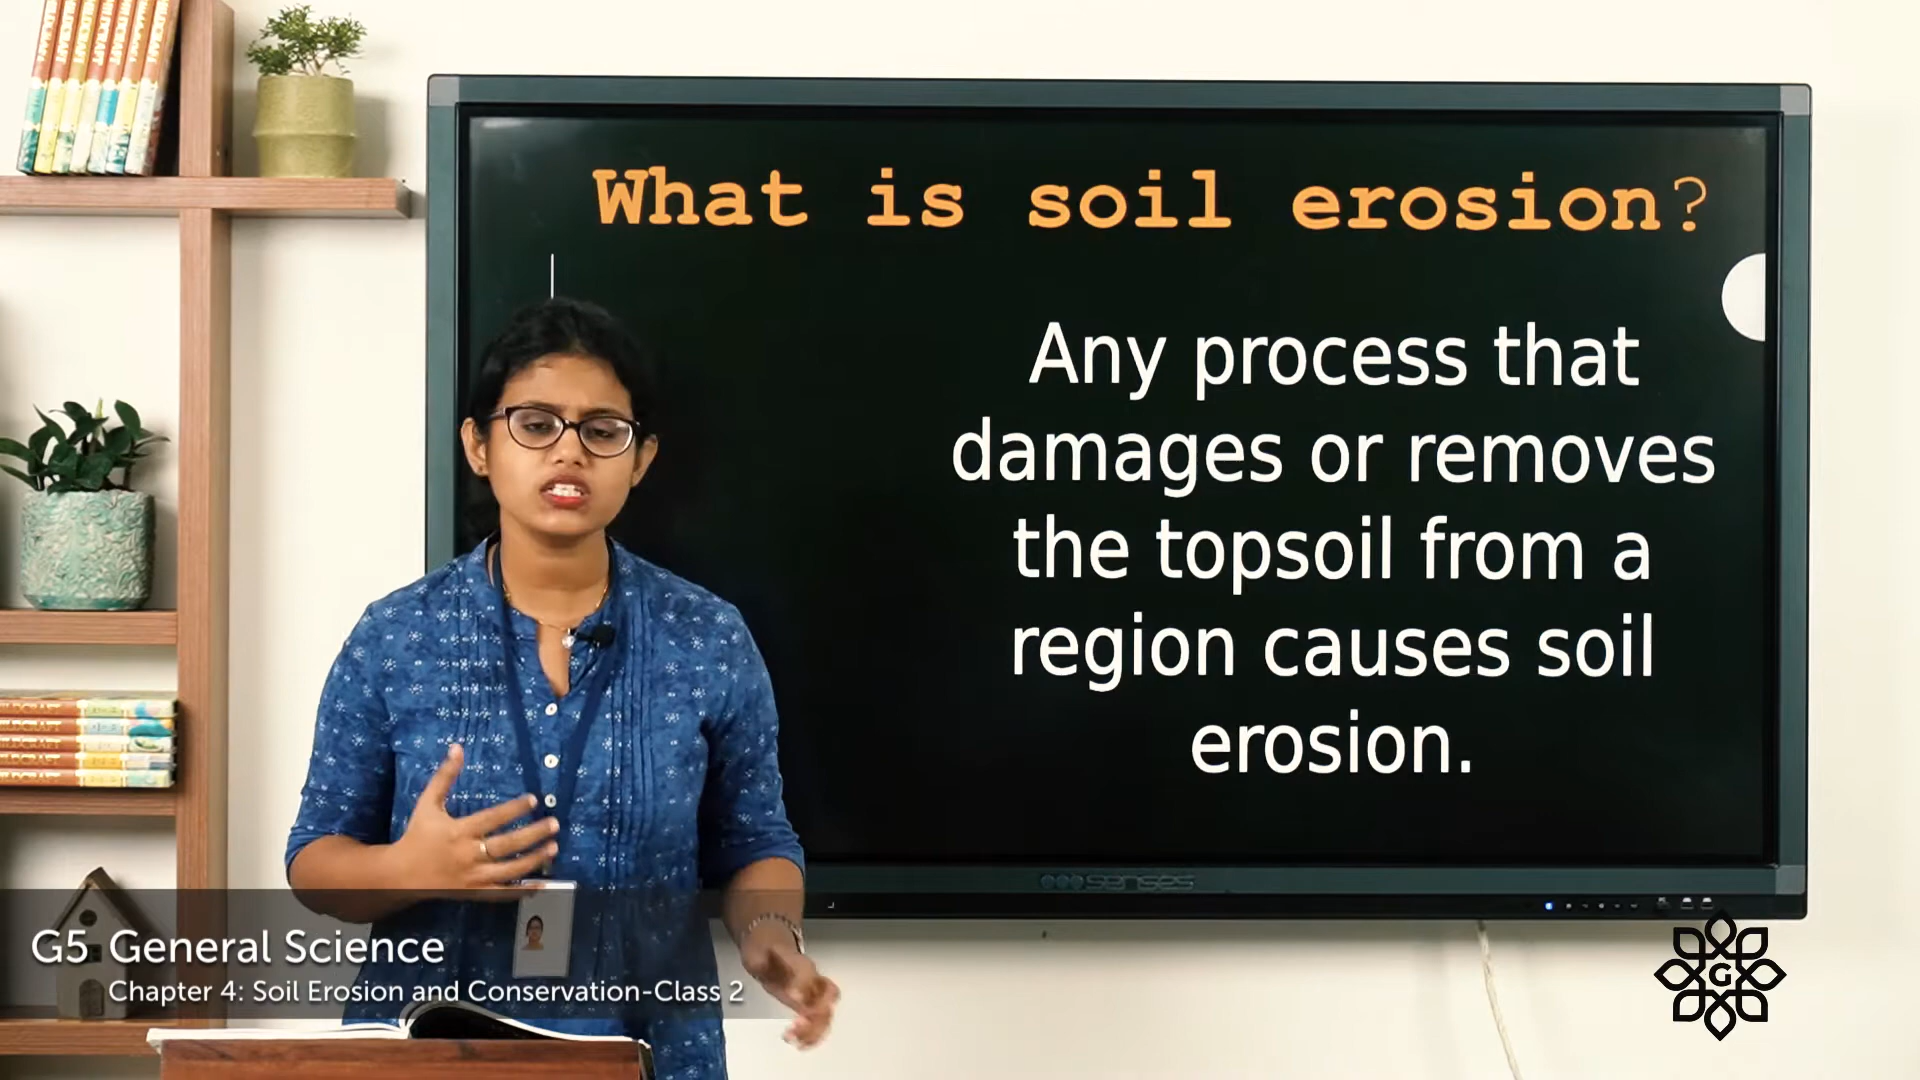 What is soil erosion?
Any process that
damages or removes
the topsoil from a
region causes soil
erosion.
senses
G5 General Science
Chapter 4: Soil Erosion and Conservation-Class 2
G